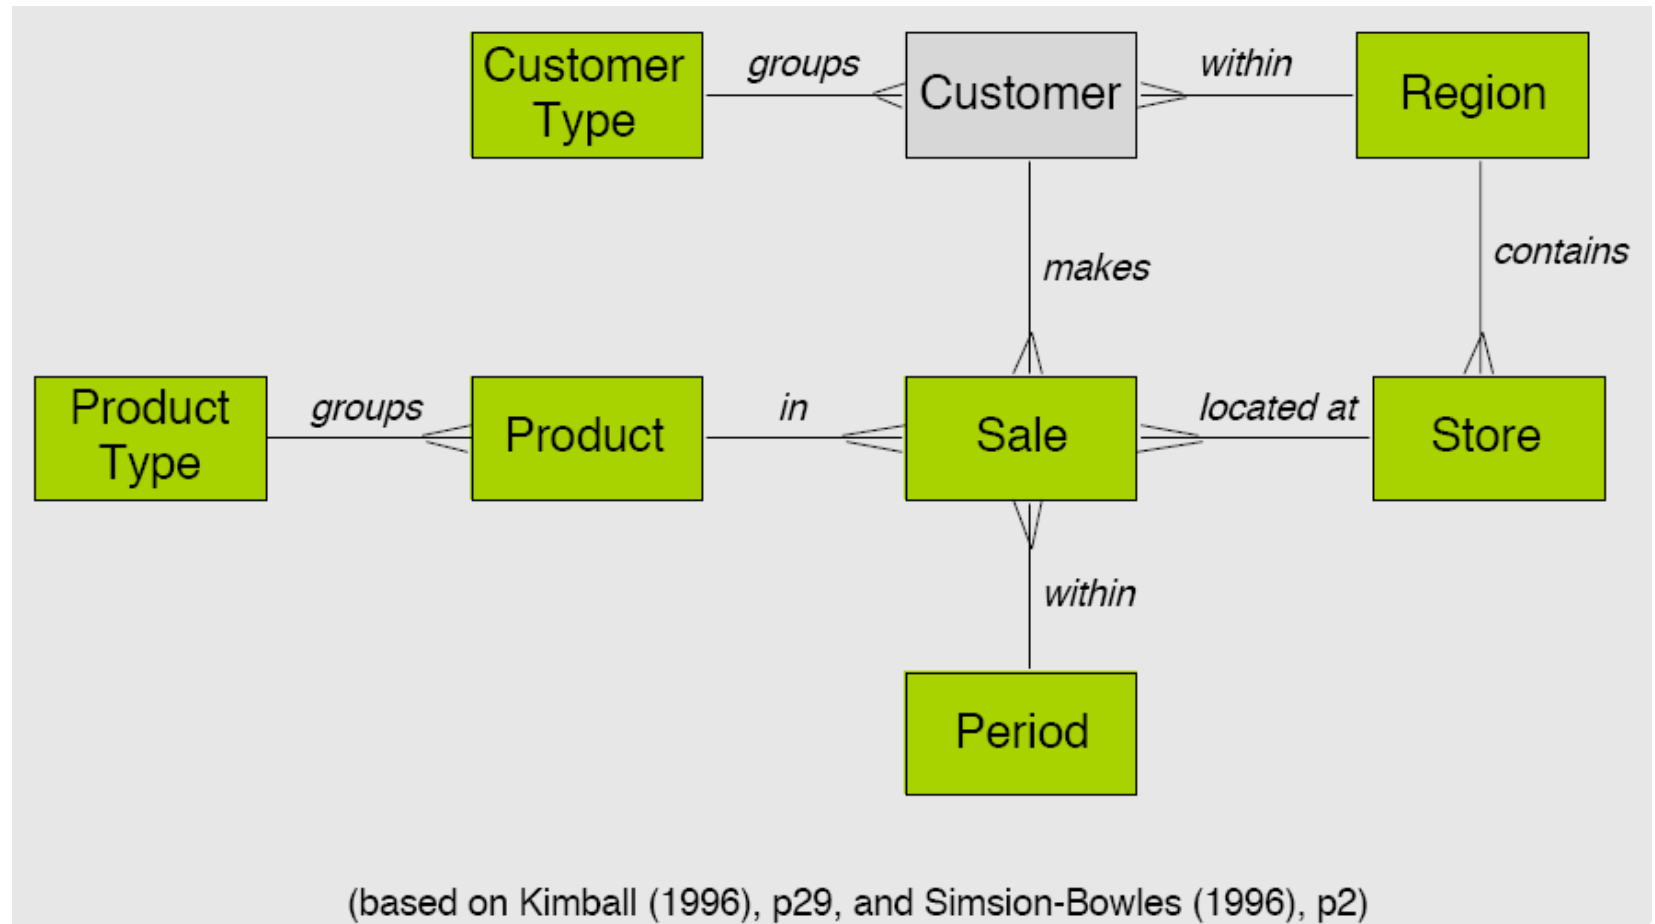 Customer
Type
groups
Customer
within
Region
makes
contains
Product
Type
groups
Product
in
Sale
located at
Store
within
Period
(based on Kimball (1996), p29, and Simsion-Bowles (1996), p2)